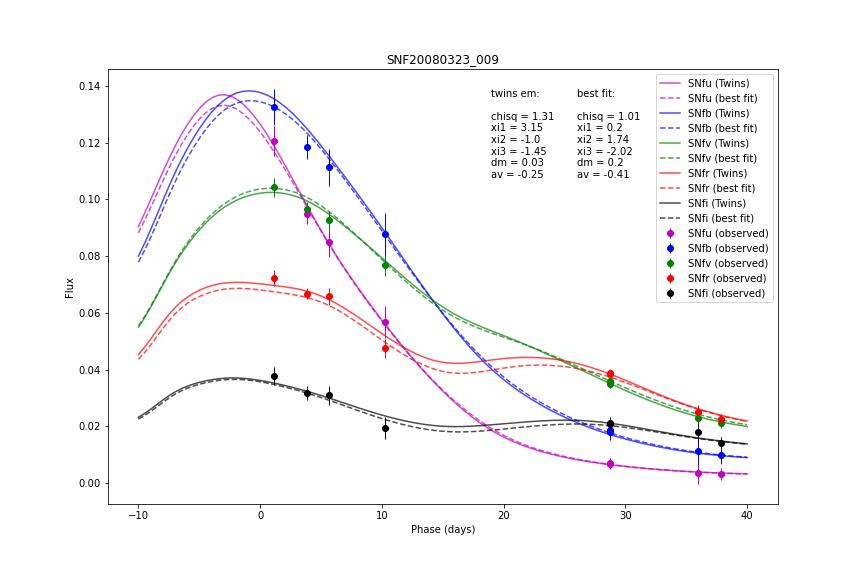 SNF20080323_009
twins em: best fit:
chisq = 1.31 chisq = 1.01
xi1 = 3.15 xi1 = 0.2
xi2 = -1.0 xi2 = 1.74
xi3 = -1.45 xi3 = -2.02
dm = 0.03 dm = 0.2
av = -0.25 av = -0.41
SNfu (Twins)
SNfu (best fit)
SNfb (Twins)
SNfb (best fit)
SNfv (Twins)
SNfv (best fit)
SNfr (Twins)
SNfr (best fit)
SNfi (Twins)
SNfi (best fit)
SNfu (observed)
SNfb (observed)
SNfv (observed)
SNfr (observed)
SNfi (observed)
Flux
0.14
0.12
0.10
0.08
0.06
0.04
0.02
0.00
−10 0 10 20 30 40
Phase (days)